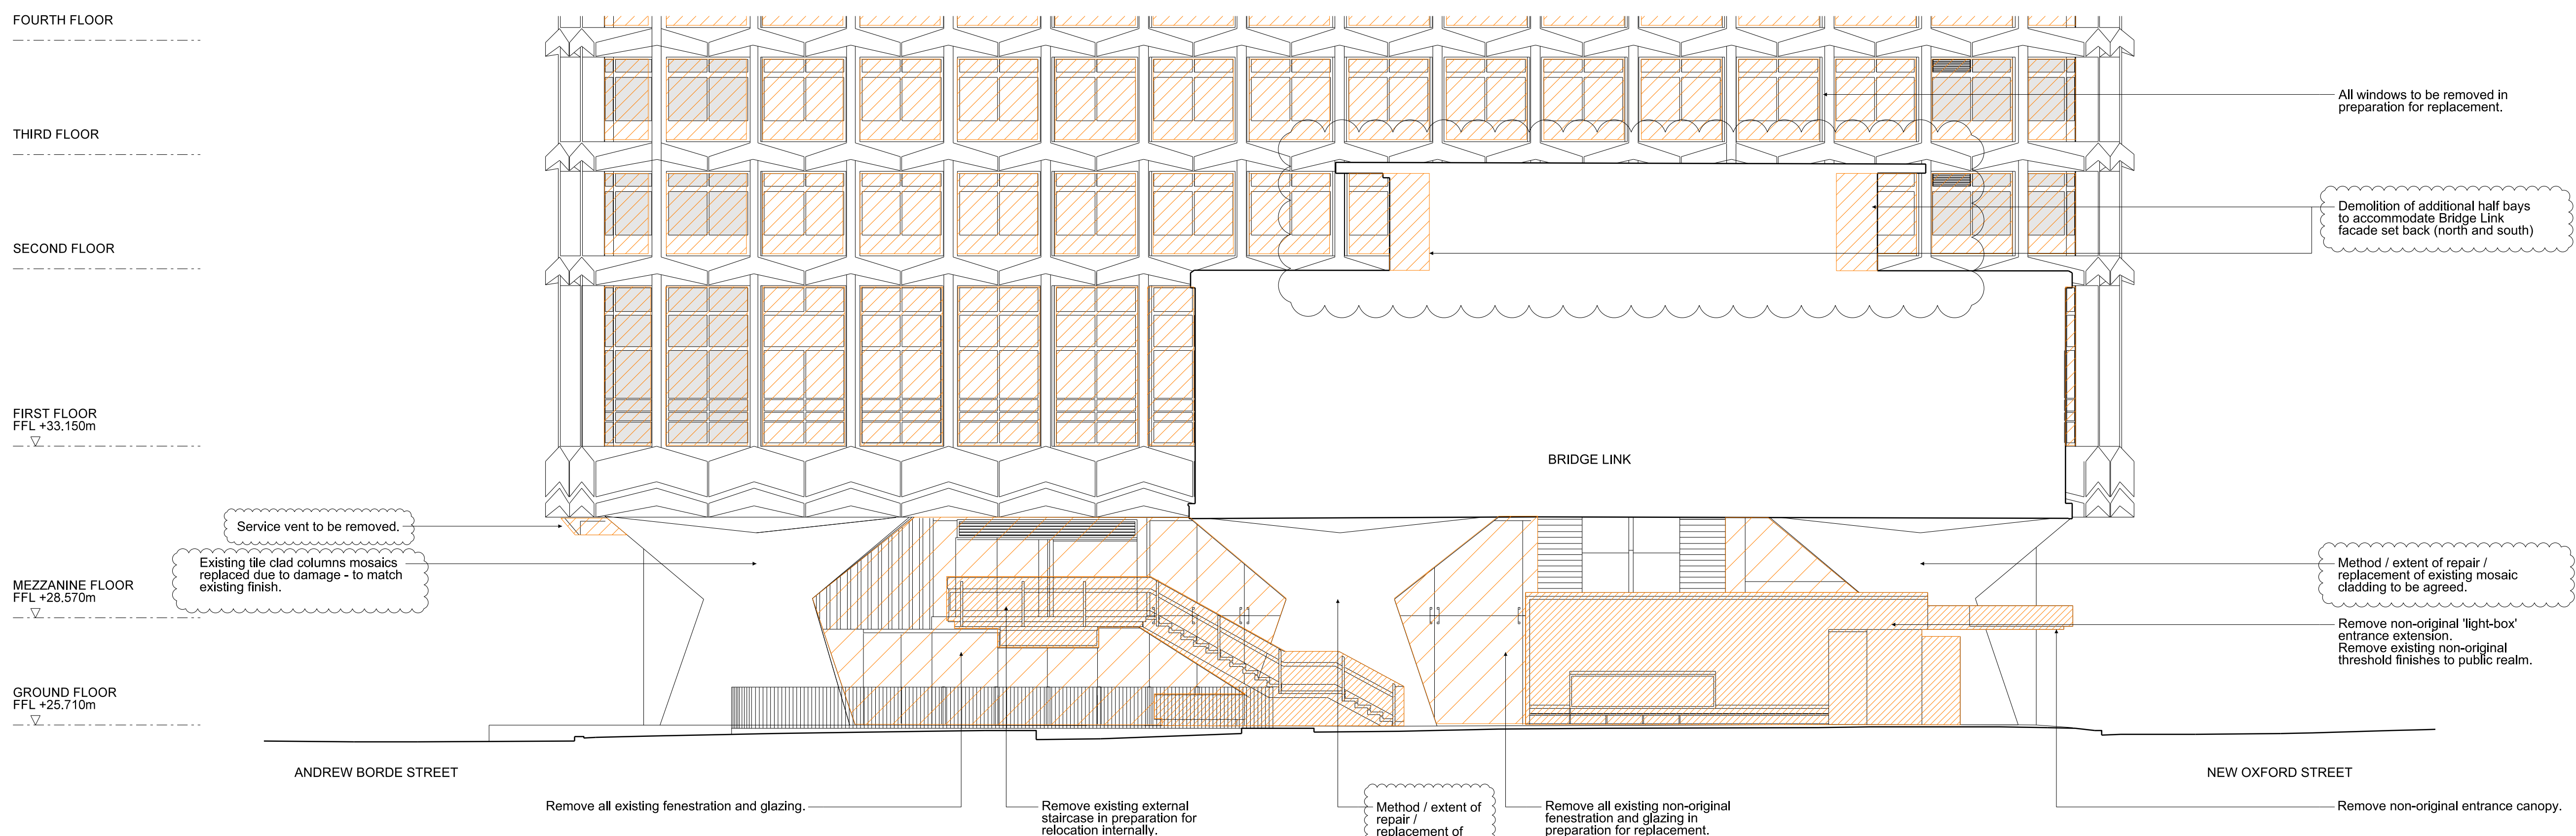 FOURTH FLOOR
THIRD FLOOR
SECOND FLOOR
FIRST FLOOR
FFL +33.150m
MEZZANINE FLOOR
FFL +28.570m
GROUND FLOOR
FFL +25.710m
Service vent to be removed.
Existing tile clad columns mosaics
replaced due to damage - to match
existing finish.
BRIDGE LINK
All windows to be removed in
preparation for replacement.
Demolition of additional half bays
to accommodate Bridge Link
facade set back (north and south)
Method / extent of repair /
replacement of existing mosaic
cladding to be agreed.
Remove non-original 'light-box'
entrance extension.
Remove existing non-original
threshold finishes to public realm.
ANDREW BORDE STREET
NEW OXFORD STREET
Remove all existing fenestration and glazing.
Remove existing external
staircase in preparation for
relocation internally.
Method / extent of
repair /
replacement of
Remove all existing non-original
fenestration and glazing in
preparation for replacement.
Remove non-original entrance canopy.